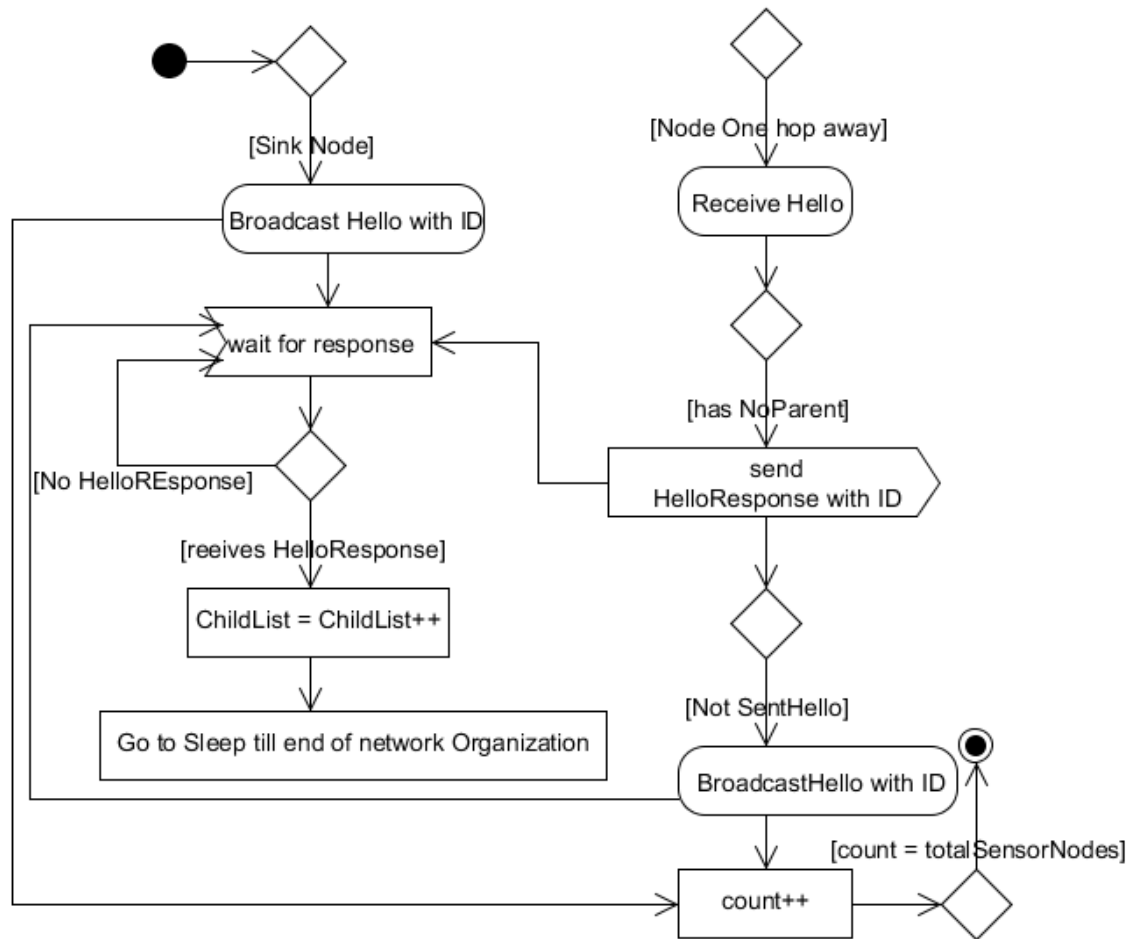 [Sink Node]
Broadcast Hello with ID
wait for response
[No HelloREsponse]
[reeives HelloResponse]
ChildList = ChildList++
Go to Sleep till end of network Organization
[Node One hop away]
Receive Hello
[has NoParent]
send
HelloResponse with ID
[Not SentHello]
BroadcastHello with ID
[count = totalSensorNodes]
count++